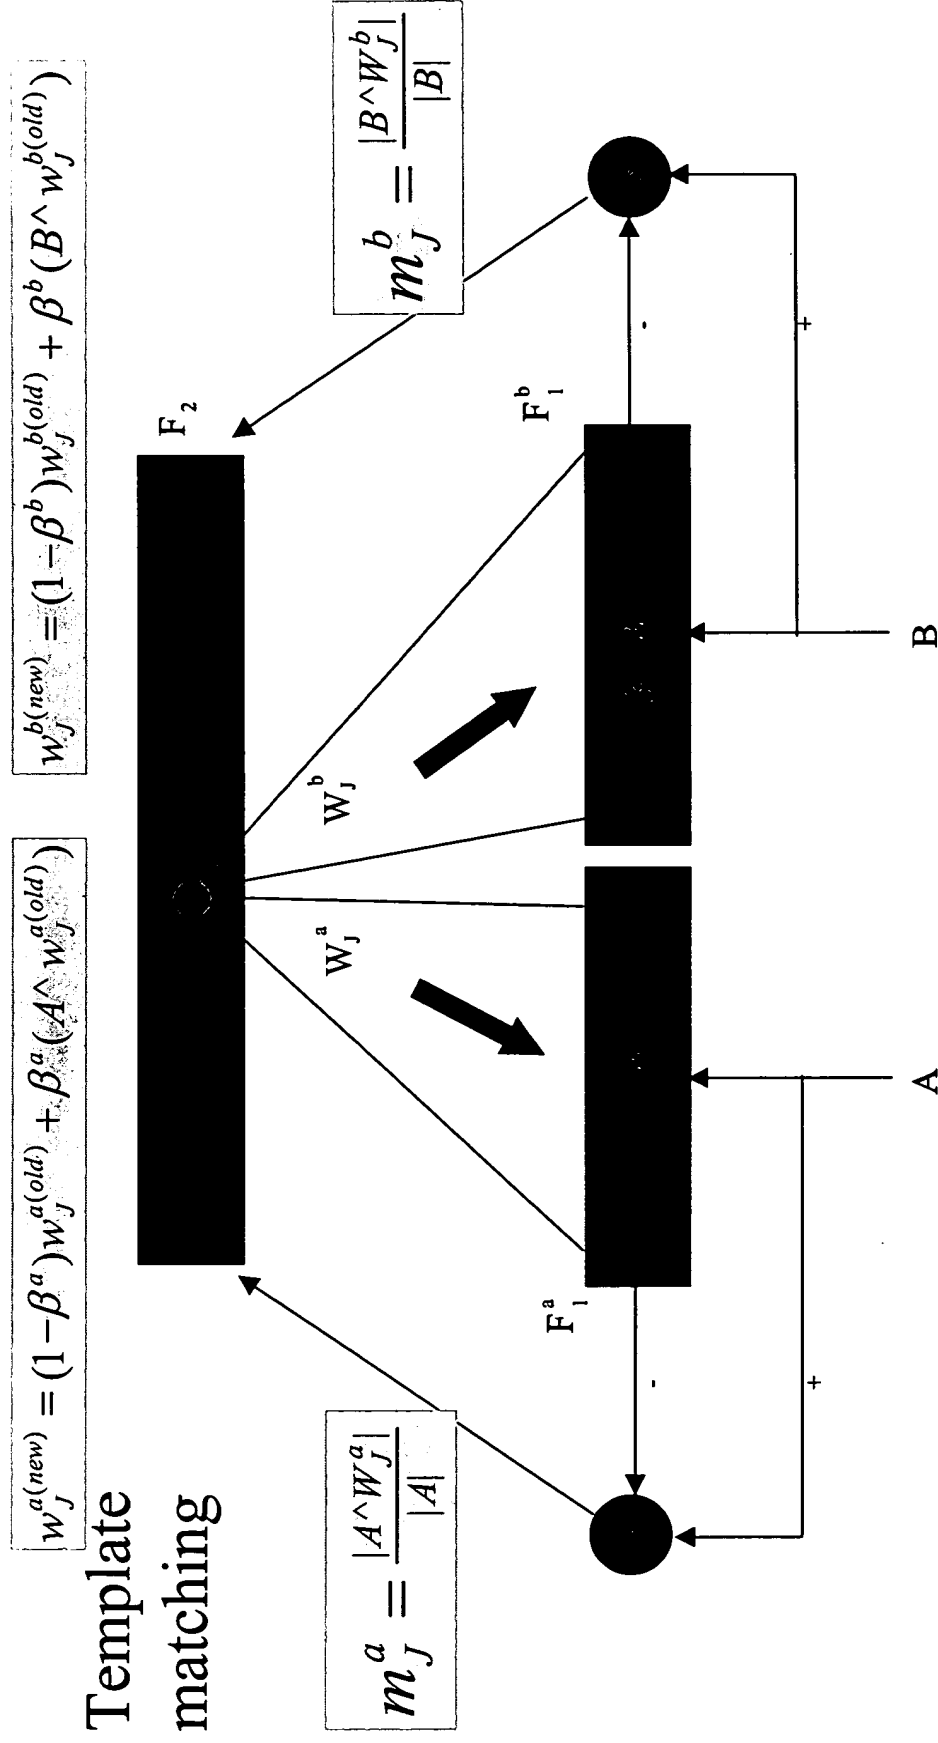 w_J^{a(new)} = (1-β^a)w_J^{a(old)} + β^a(A^w_J^{a(old)})
w_J^{b(new)} = (1-β^b)w_J^{b(old)} + β^b(B^w_J^{b(old)})
Template
matching
F_2
m_J^a = |A^W_J^a| / |A|
W_J^a
W_J^b
m_J^b = |B^W_J^b| / |B|
F_1^a
F_1^b
-
-
+
+
A
B